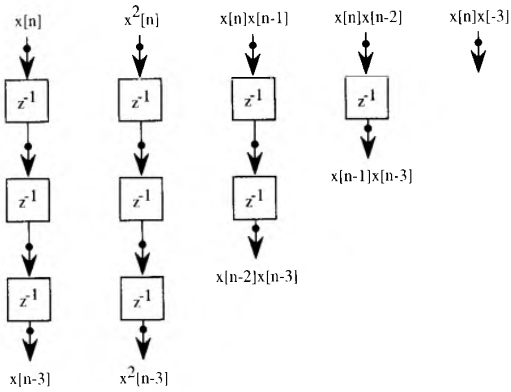 x[n] x²[n] x[n]x[n-1] x[n]x[n-2] x[n]x[-3]
z⁻¹ z⁻¹ z⁻¹ z⁻¹
x[n-1]x[n-3]
z⁻¹ z⁻¹ z⁻¹
x[n-2]x[n-3]
z⁻¹ z⁻¹
x[n-3] x²[n-3]